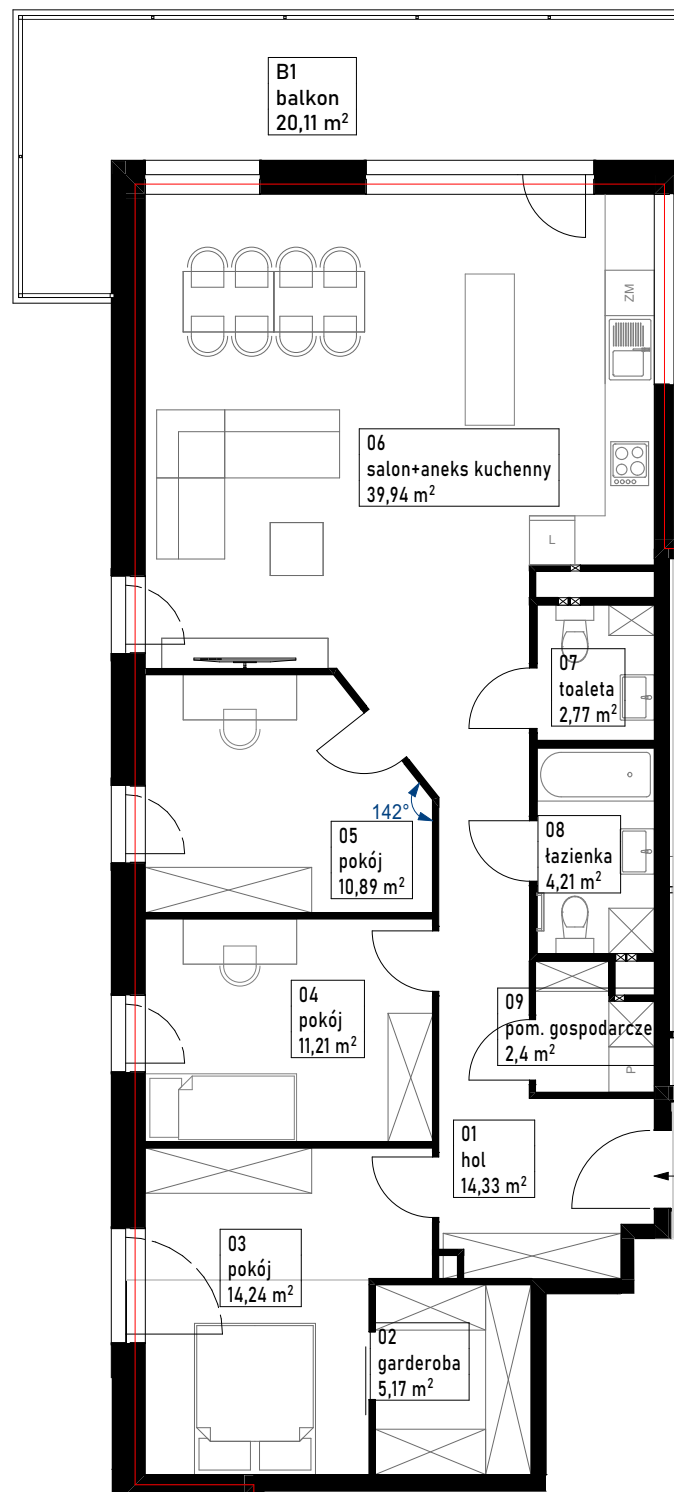 B1
balkon
20,11 m²
ZM
06
salon+aneks kuchenny
39,94 m²
L
07
toaleta
2,77 m²
142°
05
pokój
10,89 m²
08
łazienka
4,21 m²
04
pokój
11,21 m²
09
pom. gospodarcze
2,4 m²
P
01
hol
14,33 m²
03
pokój
14,24 m²
02
garderoba
5,17 m²